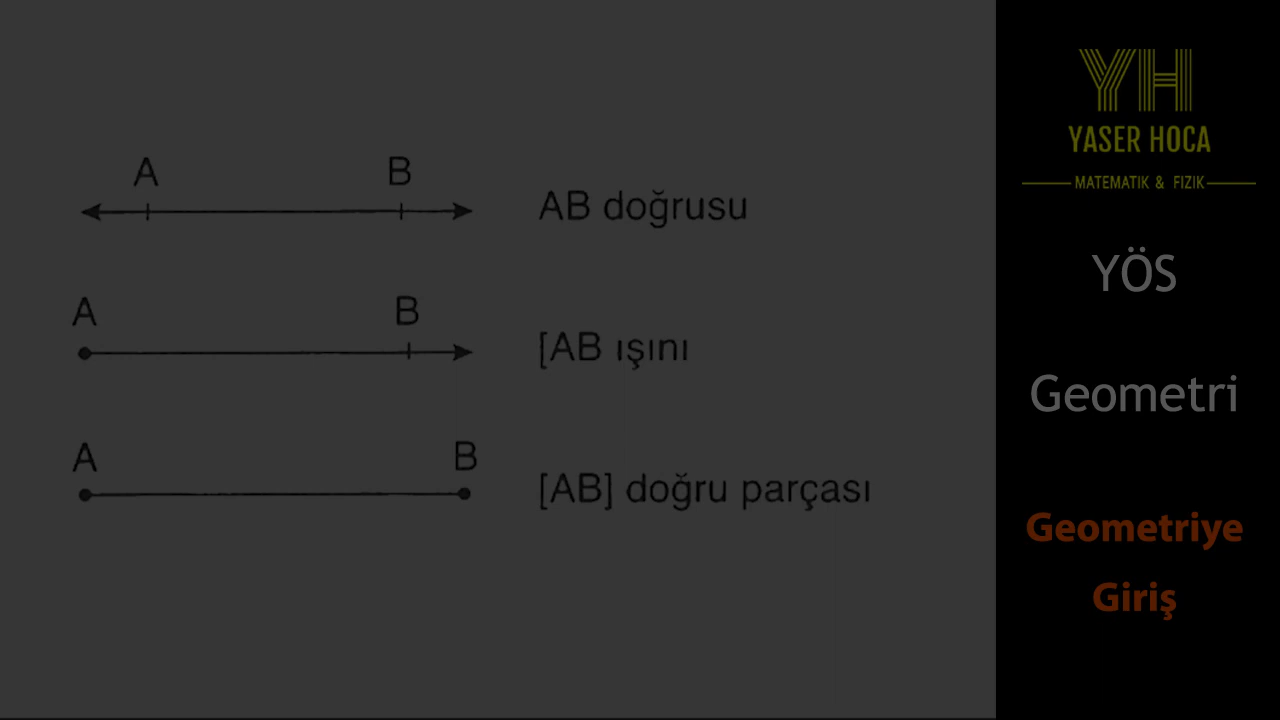 A B
AB doğrusu
A B
[AB ışını
A B
[AB] doğru parçası
YH
YASER HOCA
MATEMATIK & FIZIK
YÖS
Geometri
Geometriye
Giriş